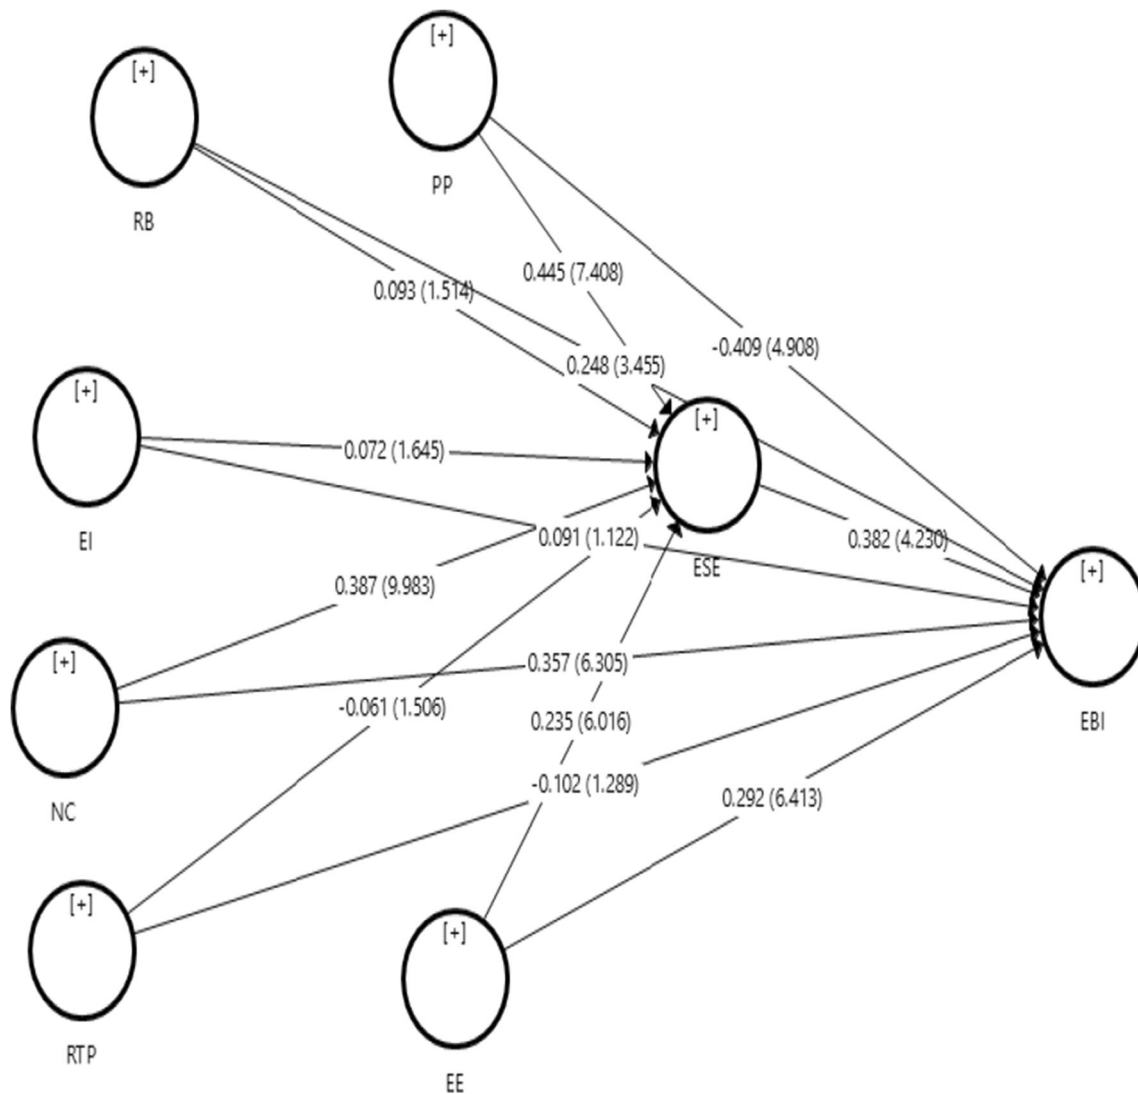 [+]
PP
[+]
RB
0.445 (7.408)
0.093 (1.514)
-0.409 (4.908)
0.248 (3.455)
[+]
EI
[+]
ESE
0.072 (1.645)
0.091 (1.122)
0.382 (4.230)
[+]
EBI
0.387 (9.983)
[+]
NC
0.357 (6.305)
-0.061 (1.506)
0.235 (6.016)
-0.102 (1.289)
0.292 (6.413)
[+]
RTP
[+]
EE